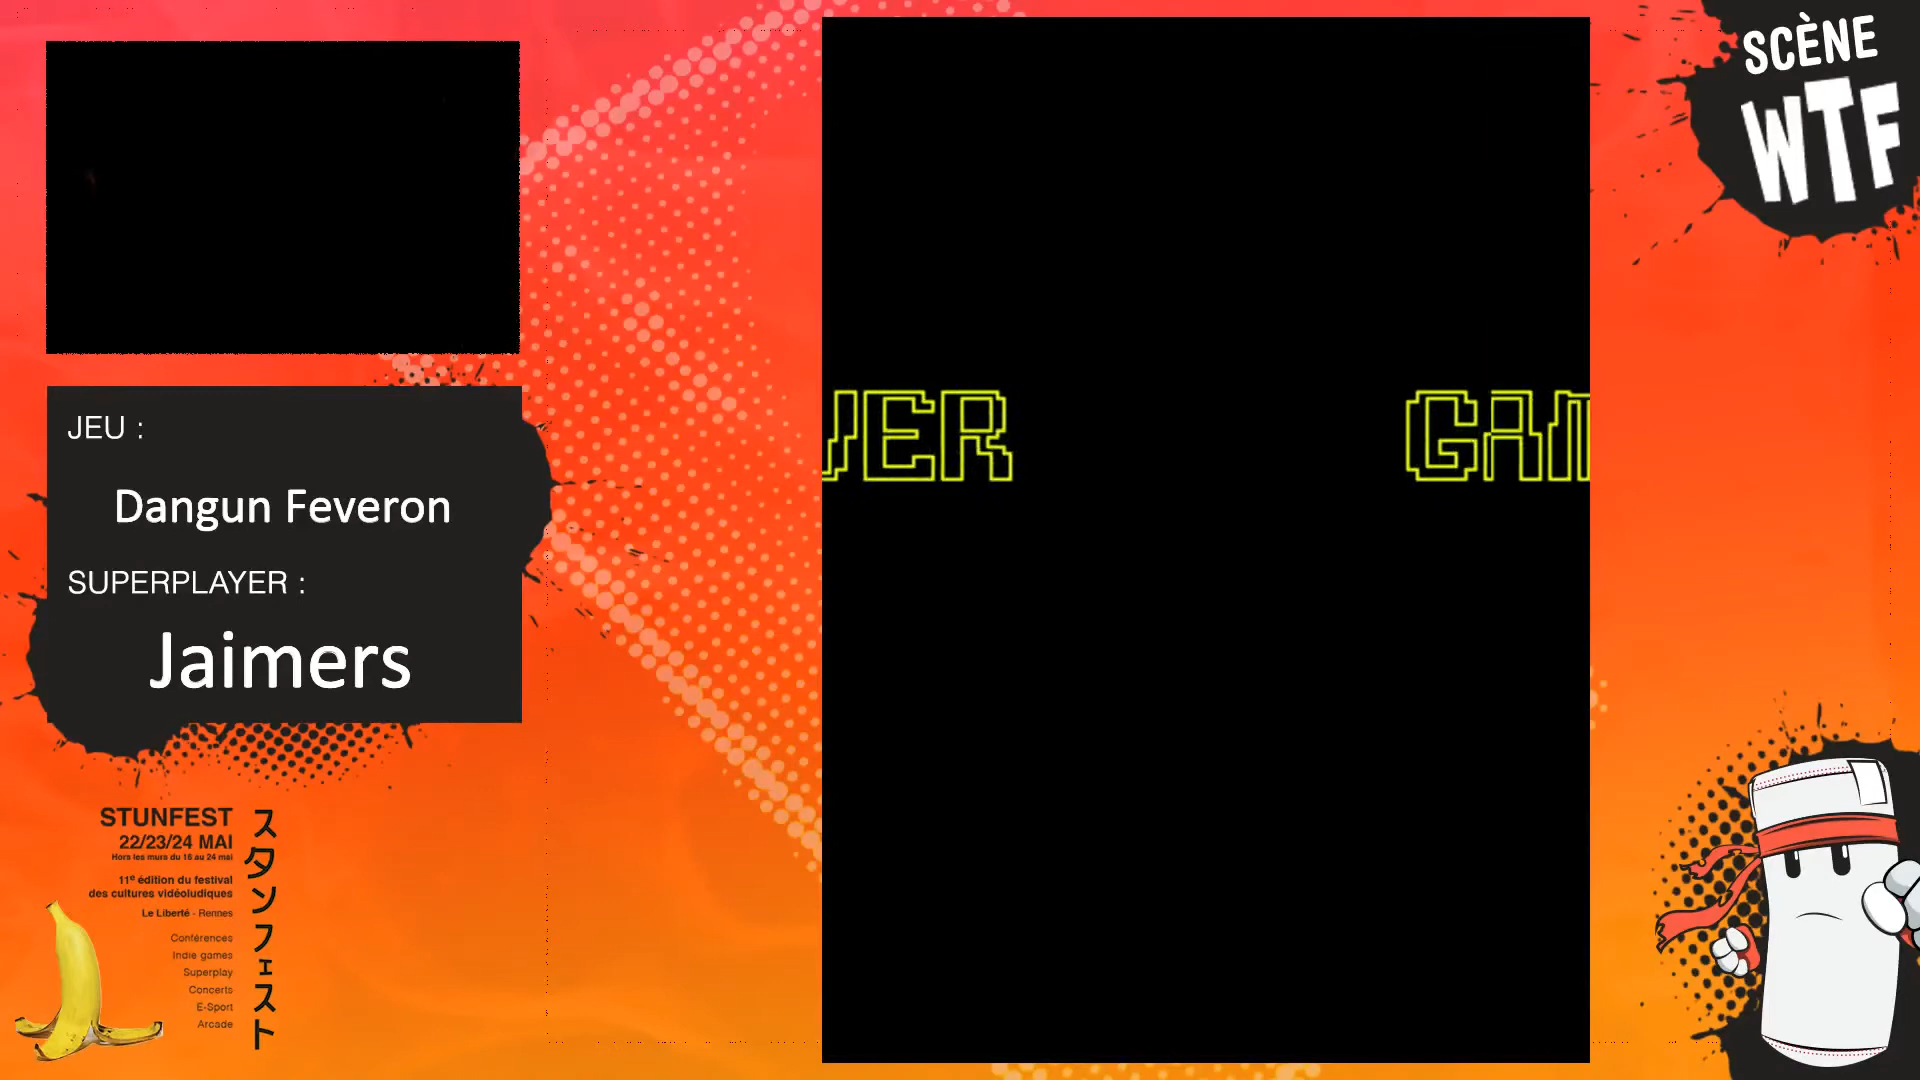 SCÈNE
WTF
JEU :
Dangun Feveron
SUPERPLAYER :
Jaimers
VER
GAM
STUNFEST
22/23/24 MAI
Hors les murs du 16 au 24 mai
11e édition du festival
des cultures vidéoludiques
Le Liberté - Rennes
Conférences
Indie games
Superplay
Concerts
E-Sport
Arcade
スタンフェスト